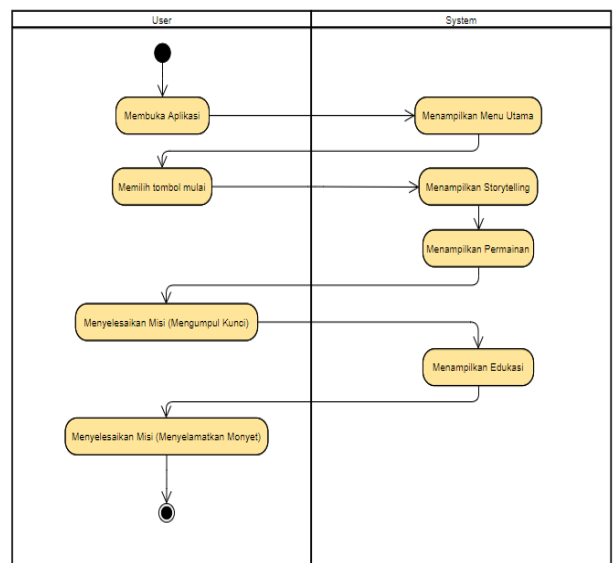 User
System
Membuka Aplikasi
Menampilkan Menu Utama
Memilih tombol mulai
Menampilkan Storytelling
Menampilkan Permainan
Menyelesaikan Misi (Mengumpul Kunci)
Menampilkan Edukasi
Menyelesaikan Misi (Menyelamatkan Monyet)